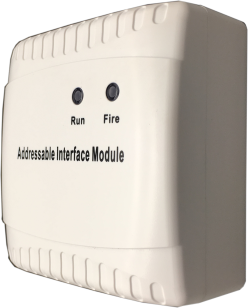 Run Fire
Addressable Interface Module